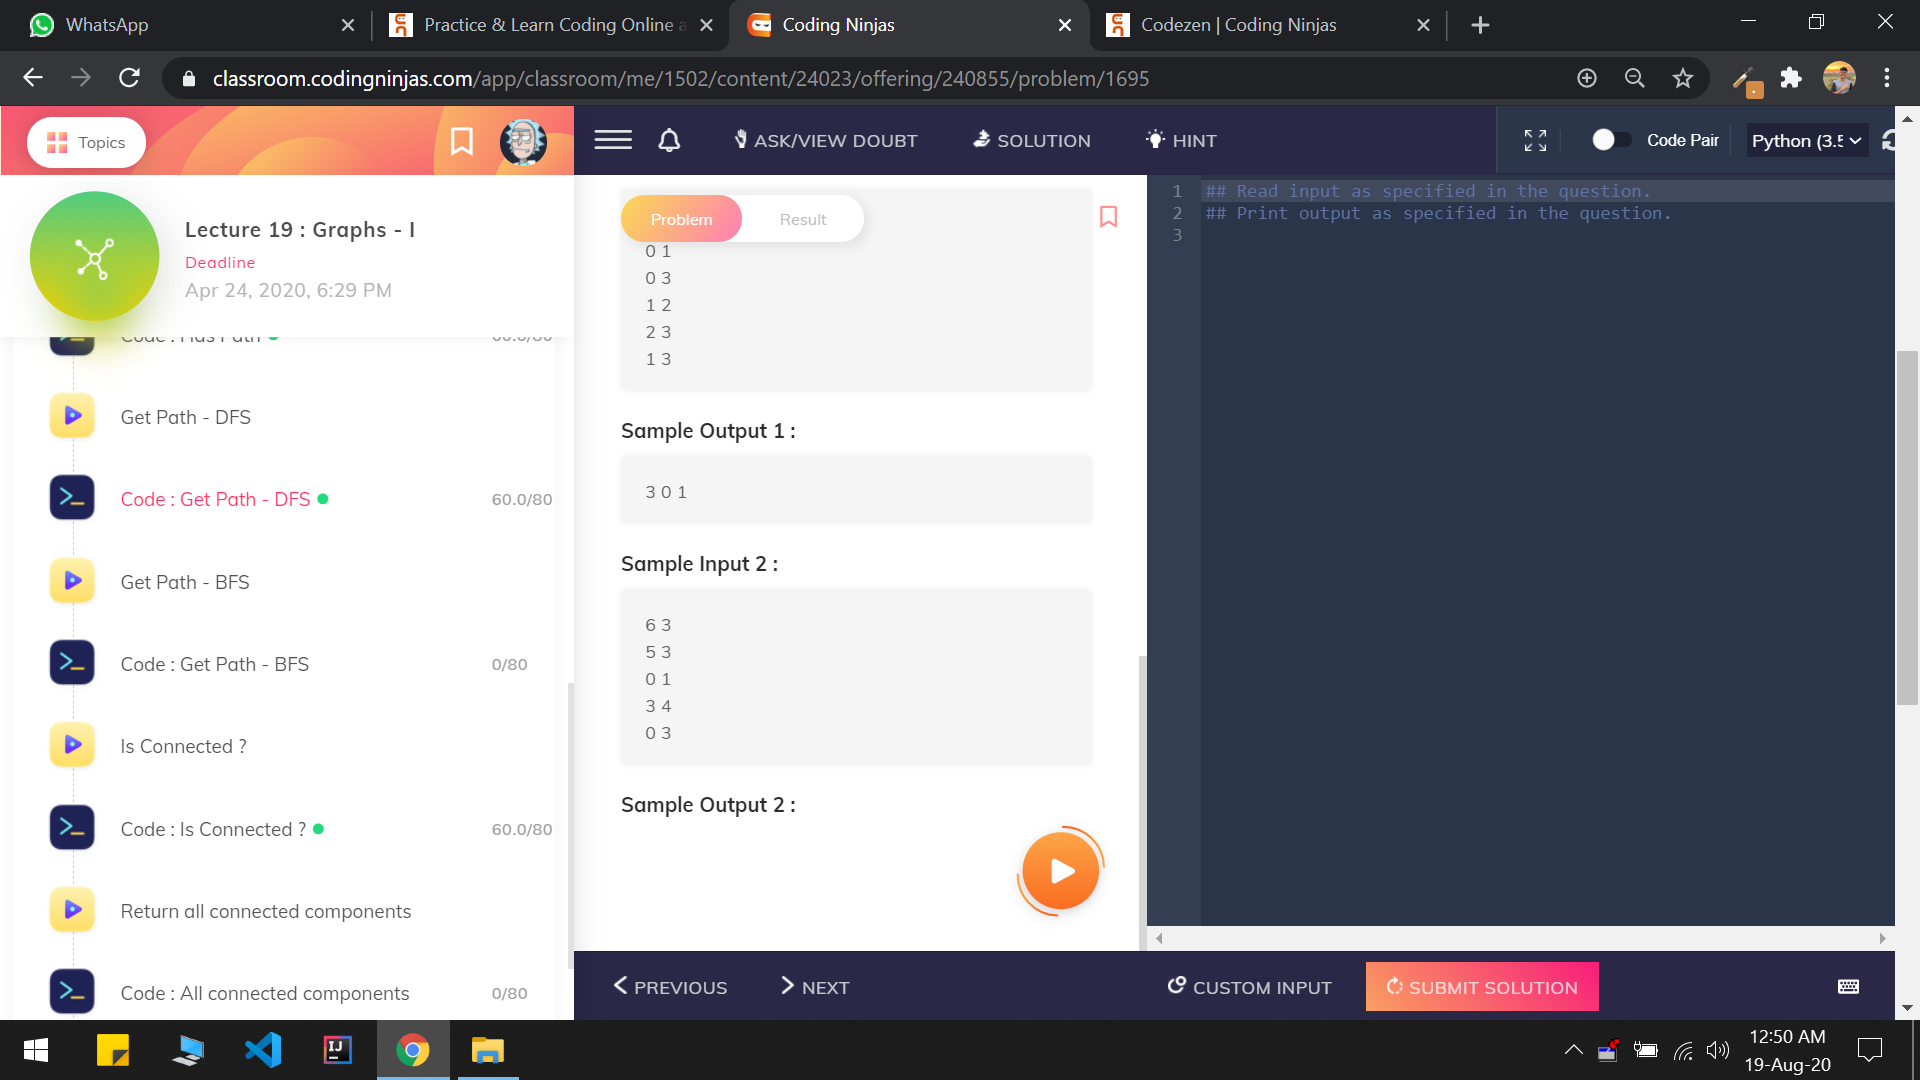 WhatsApp
Practice & Learn Coding Online a
Coding Ninjas
Codezen | Coding Ninjas
classroom.codingninjas.com/app/classroom/me/1502/content/24023/offering/240855/problem/1695
Topics
ASK/VIEW DOUBT
SOLUTION
HINT
Code Pair
Python (3.5
Lecture 19 : Graphs - I
Deadline
Apr 24, 2020, 6:29 PM
Code : Has Path
60.0/80
Get Path - DFS
Code : Get Path - DFS
60.0/80
Get Path - BFS
Code : Get Path - BFS
0/80
Is Connected ?
Code : Is Connected ?
60.0/80
Return all connected components
Code : All connected components
0/80
Problem
Result
0 1
0 3
1 2
2 3
1 3
Sample Output 1 :
3 0 1
Sample Input 2 :
6 3
5 3
0 1
3 4
0 3
Sample Output 2 :
1 ## Read input as specified in the question.
2 ## Print output as specified in the question.
3
PREVIOUS
NEXT
CUSTOM INPUT
SUBMIT SOLUTION
IJ
12:50 AM
19-Aug-20